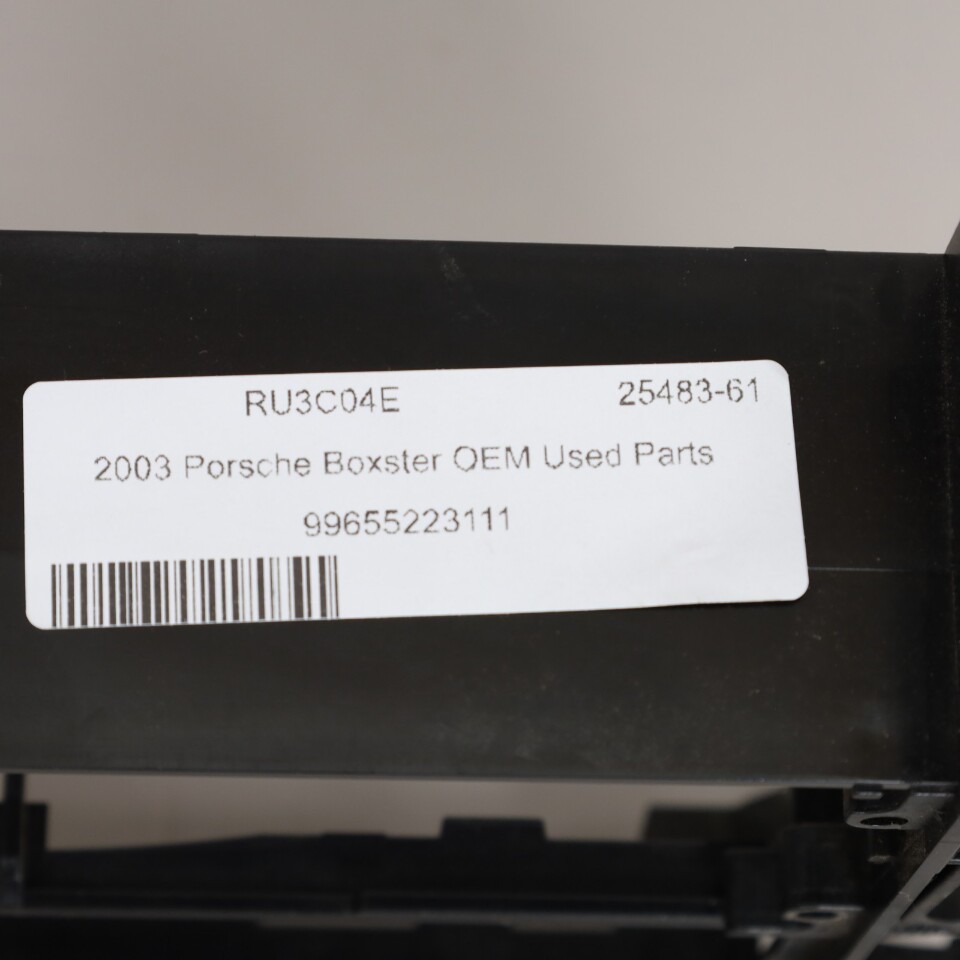 RU3C04E 25483-61
2003 Porsche Boxster OEM Used Parts
99655223111